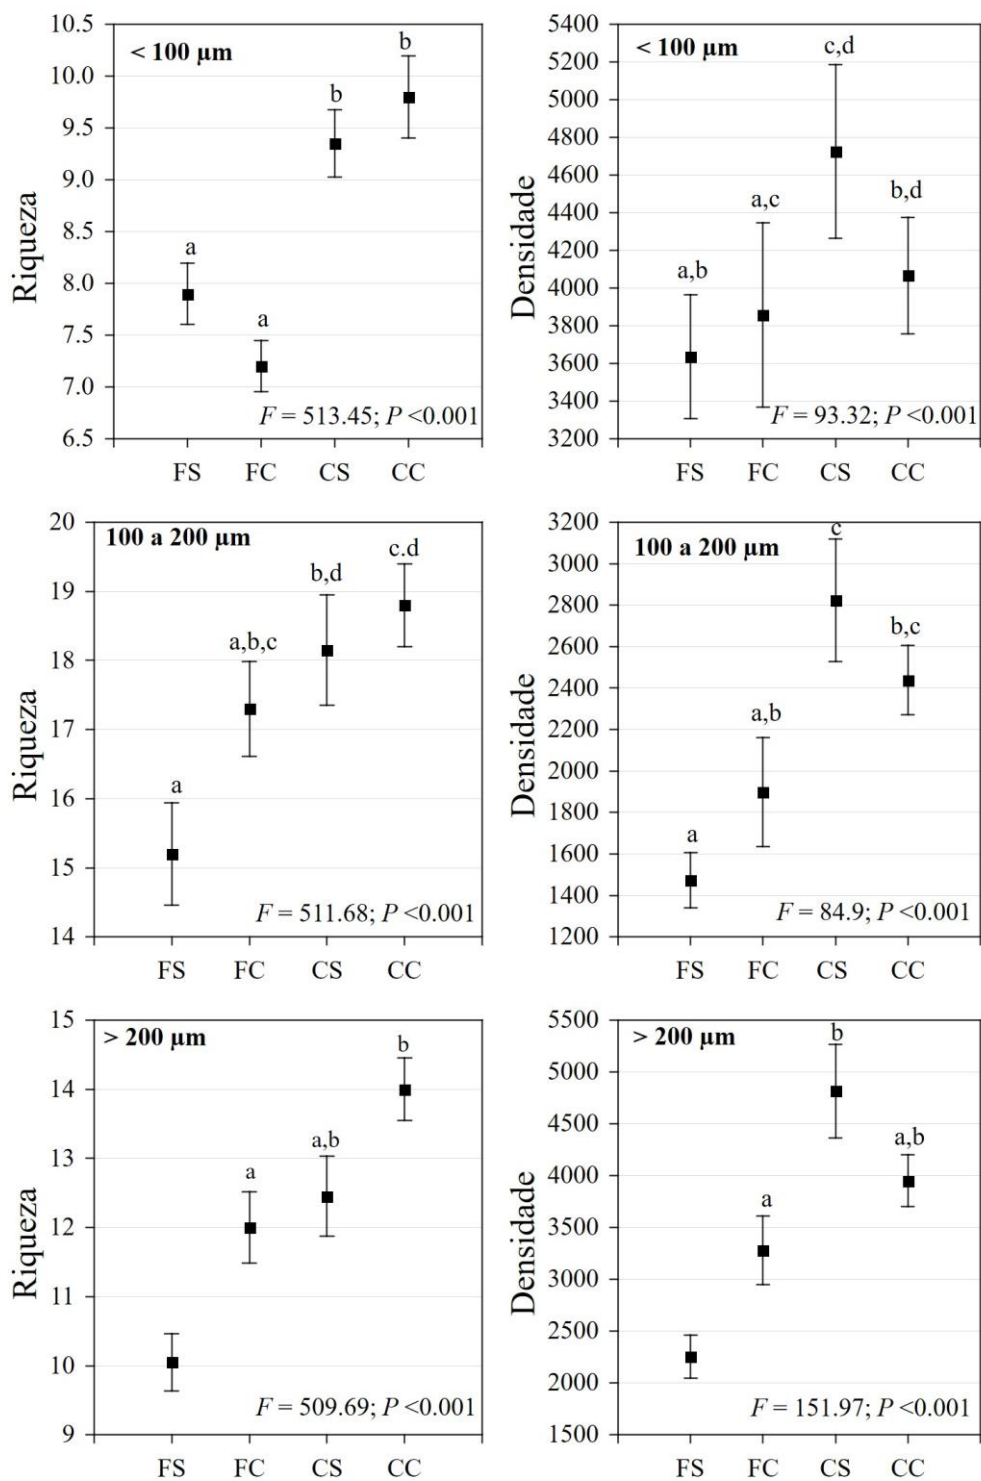 < 100 µm
Riqueza
10.5
10.0
9.5
9.0
8.5
8.0
7.5
7.0
6.5
a
a
b
b
F = 513.45; P <0.001
FS FC CS CC
< 100 µm
Densidade
5400
5200
5000
4800
4600
4400
4200
4000
3800
3600
3400
3200
a,b
a,c
c,d
b,d
F = 93.32; P <0.001
FS FC CS CC
100 a 200 µm
Riqueza
20
19
18
17
16
15
14
a
a,b,c
b,d
c.d
F = 511.68; P <0.001
FS FC CS CC
100 a 200 µm
Densidade
3200
3000
2800
2600
2400
2200
2000
1800
1600
1400
1200
a
a,b
c
b,c
F = 84.9; P <0.001
FS FC CS CC
> 200 µm
Riqueza
15
14
13
12
11
10
9
a
a,b
b
F = 509.69; P <0.001
FS FC CS CC
> 200 µm
Densidade
5500
5000
4500
4000
3500
3000
2500
2000
1500
a
b
a,b
F = 151.97; P <0.001
FS FC CS CC